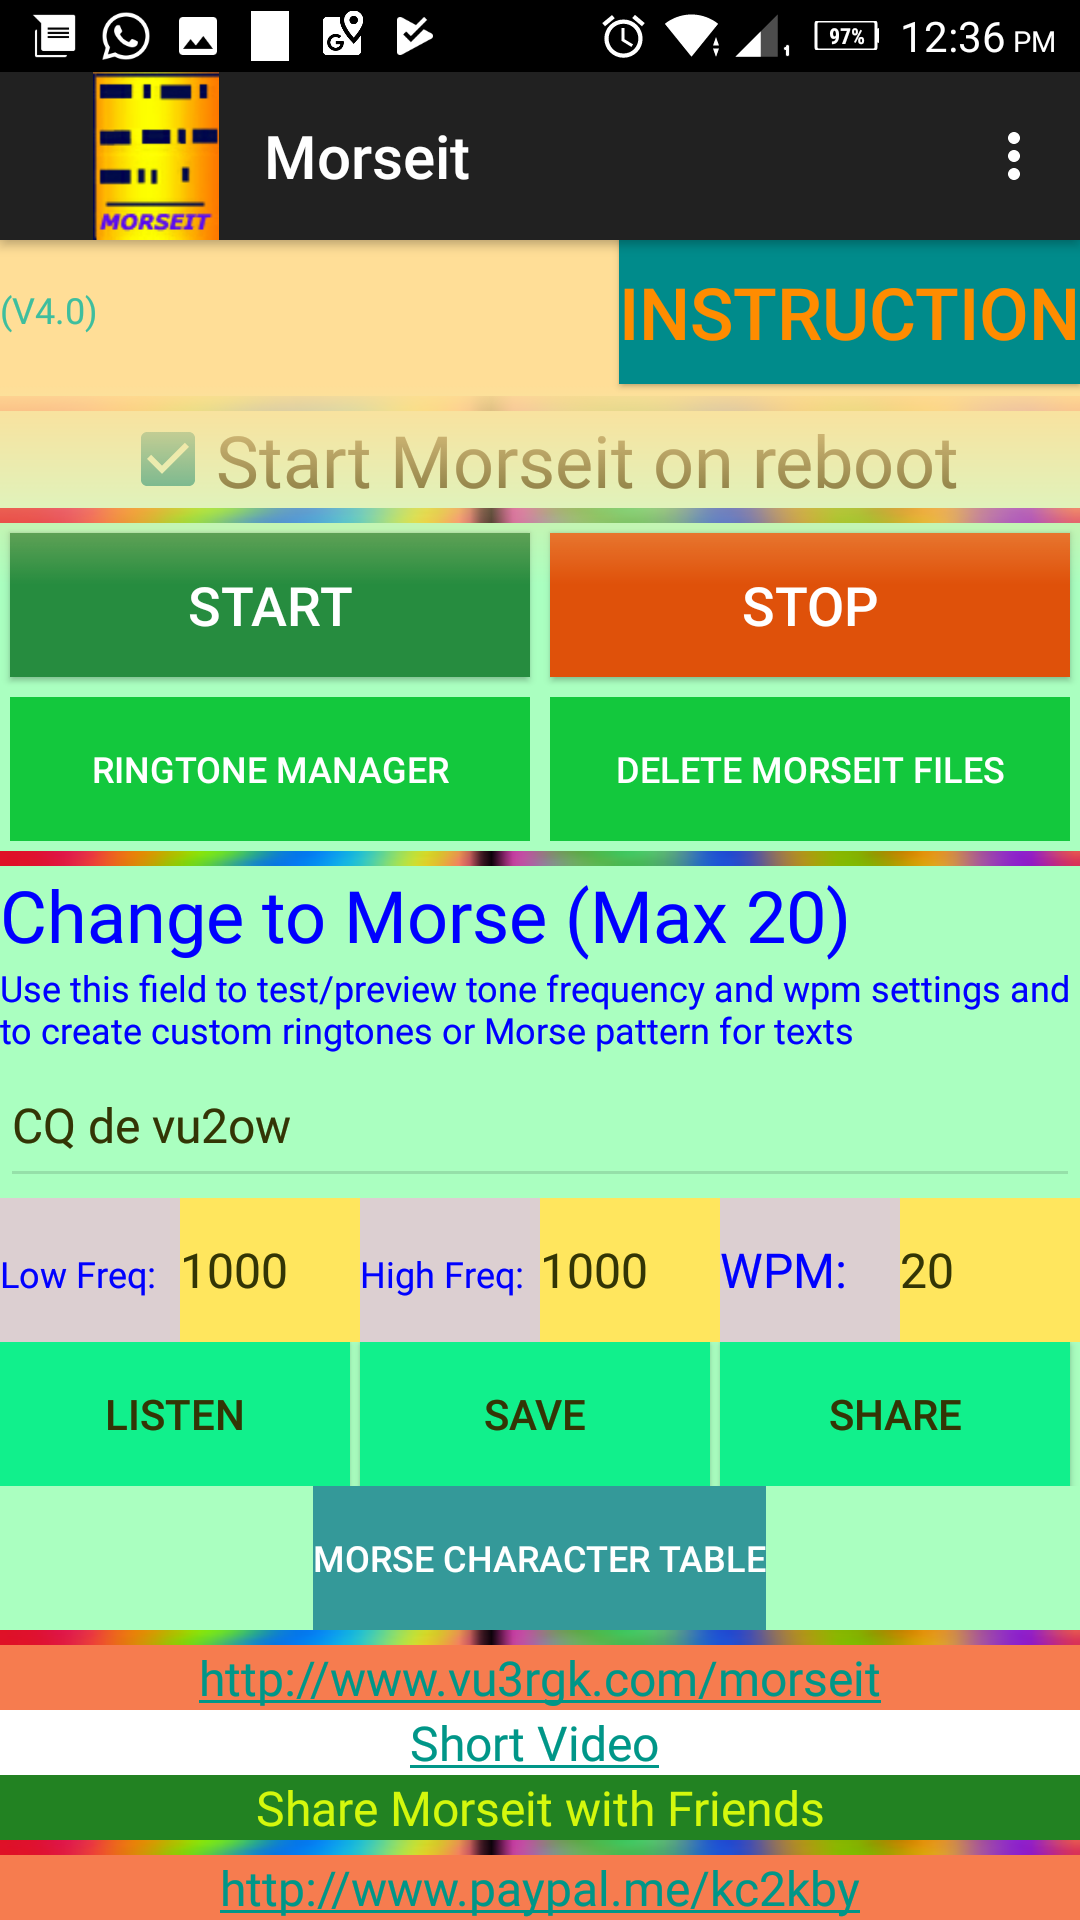 97% 12:36 PM
MORSEIT
Morseit
(V4.0)
INSTRUCTION
Start Morseit on reboot
START STOP
RINGTONE MANAGER DELETE MORSEIT FILES
Change to Morse (Max 20)
Use this field to test/preview tone frequency and wpm settings and
to create custom ringtones or Morse pattern for texts
CQ de vu2ow
Low Freq: 1000 High Freq: 1000 WPM: 20
LISTEN SAVE SHARE
MORSE CHARACTER TABLE
http://www.vu3rgk.com/morseit
Short Video
Share Morseit with Friends
http://www.paypal.me/kc2kby